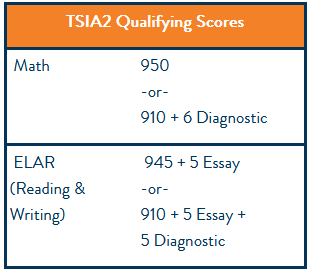 TSIA2 Qualifying Scores
Math 950
-or-
910 + 6 Diagnostic
ELAR 945 + 5 Essay
(Reading & -or-
Writing) 910 + 5 Essay +
5 Diagnostic